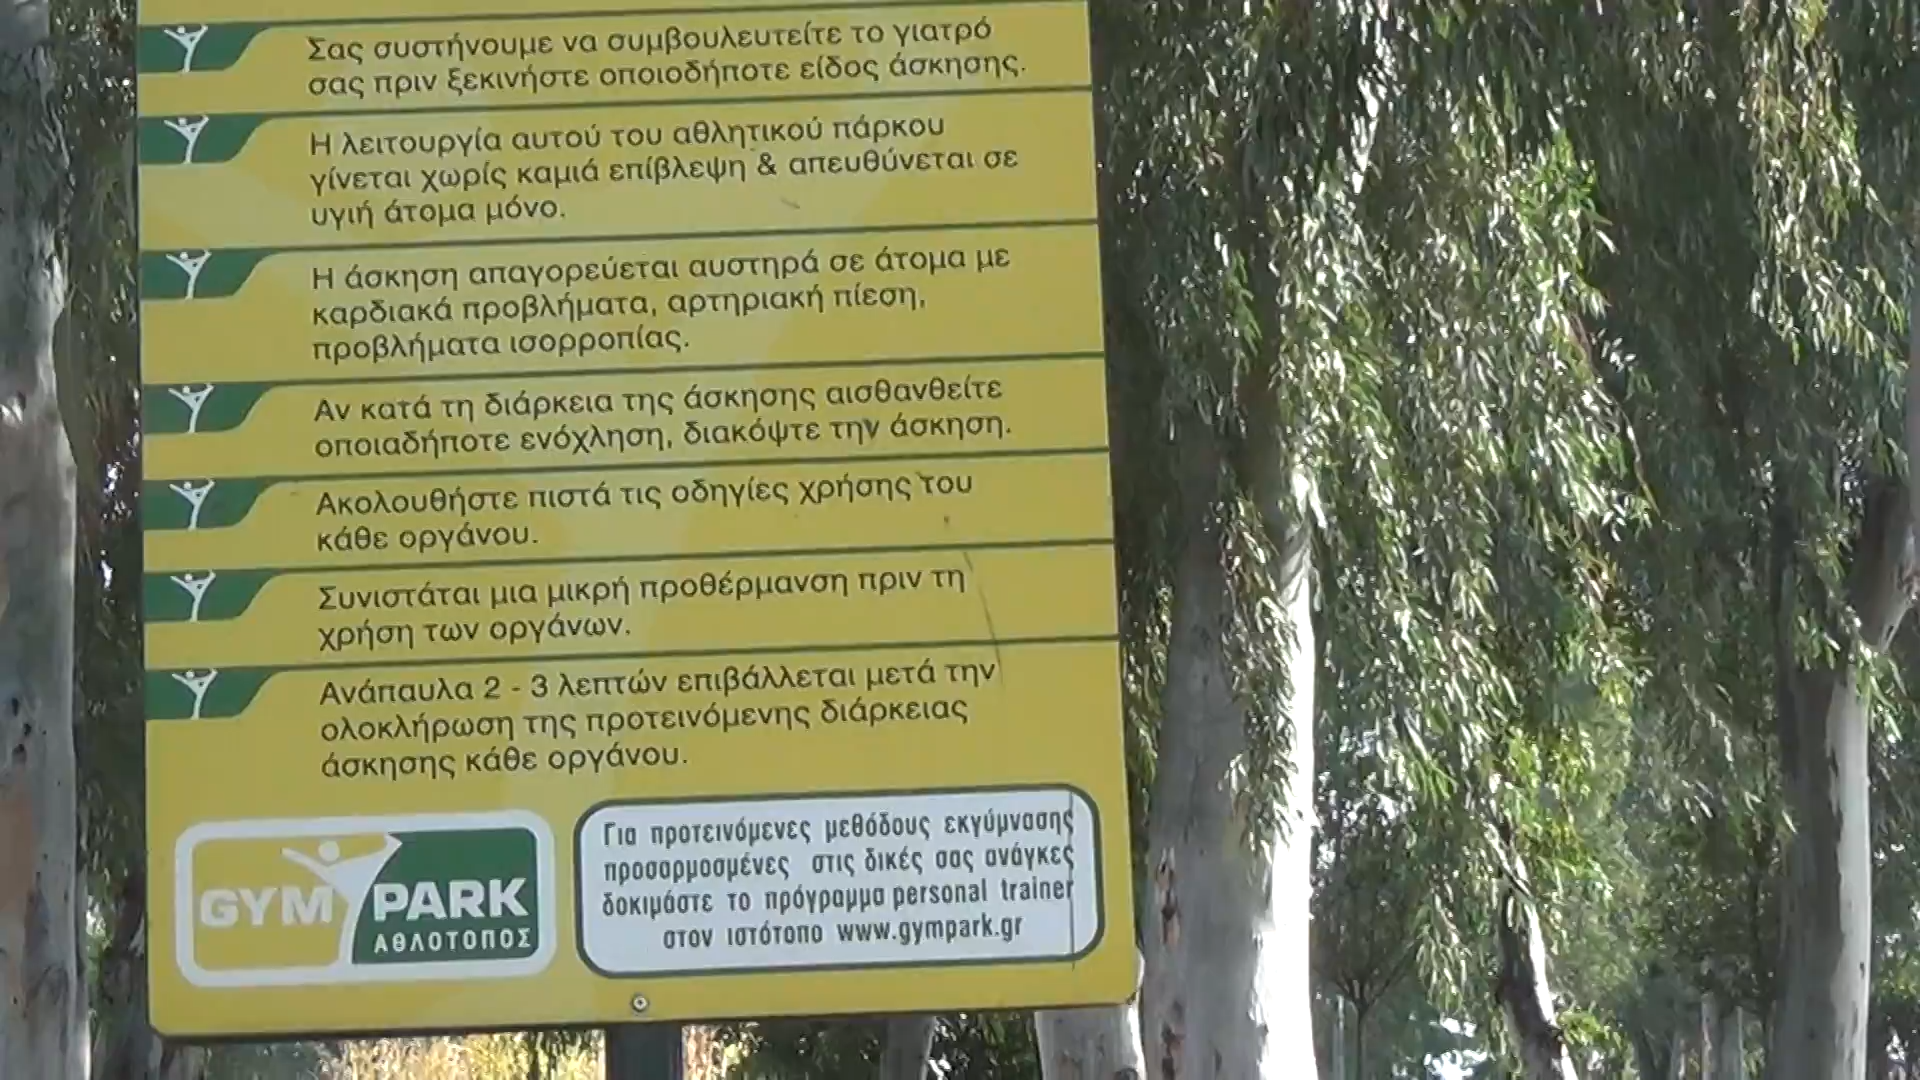 Σας συστήνουμε να συμβουλευτείτε το γιατρό
σας πριν ξεκινήστε οποιοδήποτε είδος άσκησης.
Η λειτουργία αυτού του αθλητικού πάρκου
γίνεται χωρίς καμιά επίβλεψη & απευθύνεται σε
υγιή άτομα μόνο.
Η άσκηση απαγορεύεται αυστηρά σε άτομα με
καρδιακά προβλήματα, αρτηριακή πίεση,
προβλήματα ισορροπίας.
Αν κατά τη διάρκεια της άσκησης αισθανθείτε
οποιαδήποτε ενόχληση, διακόψτε την άσκηση.
Ακολουθήστε πιστά τις οδηγίες χρήσης του
κάθε οργάνου.
Συνιστάται μια μικρή προθέρμανση πριν τη
χρήση των οργάνων.
Ανάπαυλα 2 - 3 λεπτών επιβάλλεται μετά την
ολοκλήρωση της προτεινόμενης διάρκειας
άσκησης κάθε οργάνου.
GYM PARK
ΑΘΛΟΤΟΠΟΣ
Για προτεινόμενες μεθόδους εκγύμνασης
προσαρμοσμένες στις δικές σας ανάγκες
δοκιμάστε το πρόγραμμα personal trainer
στον ιστότοπο www.gympark.gr